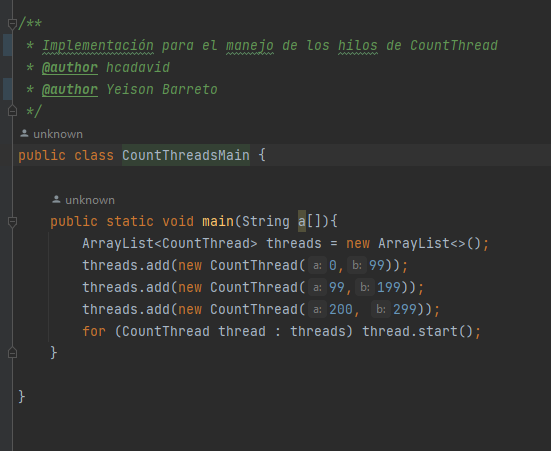 /**
* Implementación para el manejo de los hilos de CountThread
* @author hcadavid
* @author Yeison Barreto
*/
unknown
public class CountThreadsMain {
unknown
public static void main(String a[]){
ArrayList<CountThread> threads = new ArrayList<>();
threads.add(new CountThread( a: 0, b: 99));
threads.add(new CountThread( a: 99, b: 199));
threads.add(new CountThread( a: 200, b: 299));
for (CountThread thread : threads) thread.start();
}
}